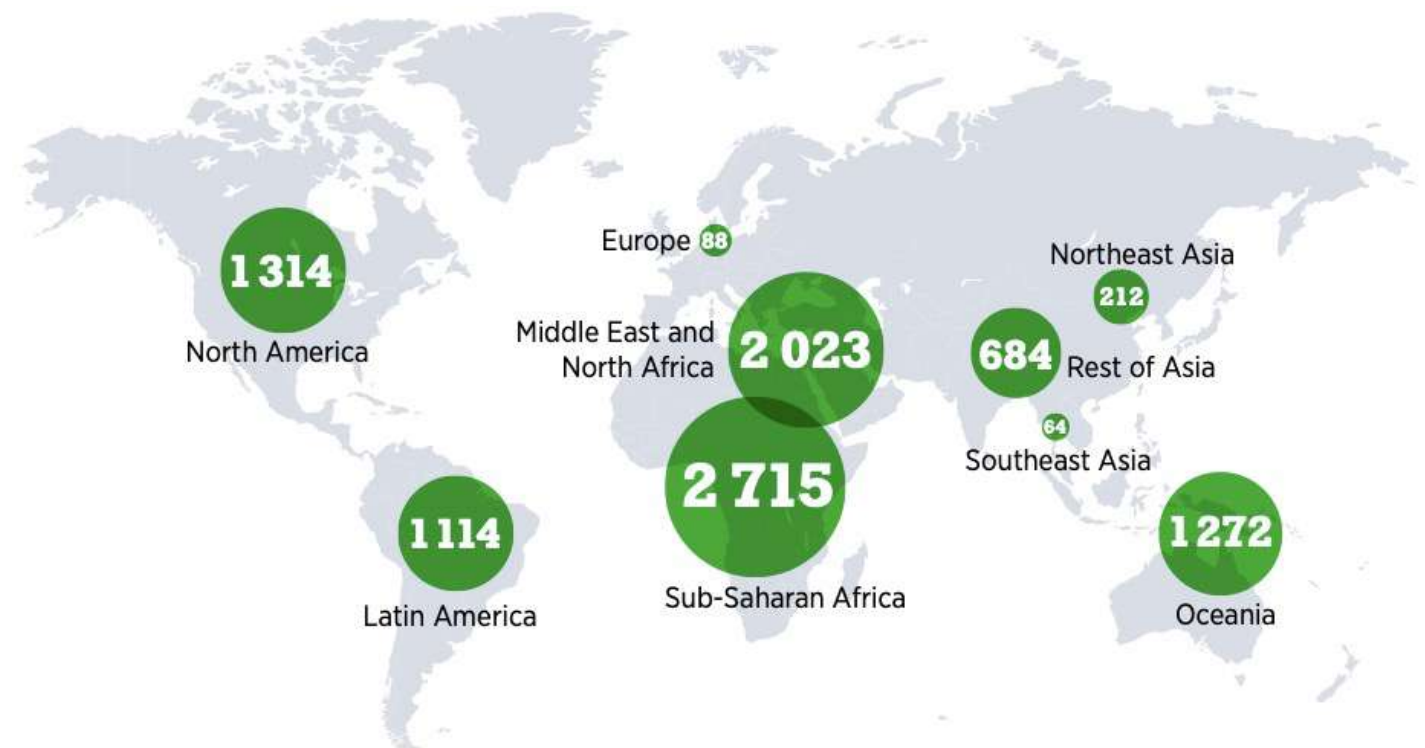 1 314
North America
Europe 88
Northeast Asia
212
Middle East and
North Africa
2 023
684
Rest of Asia
64
Southeast Asia
2 715
Sub-Saharan Africa
1 114
Latin America
1 272
Oceania